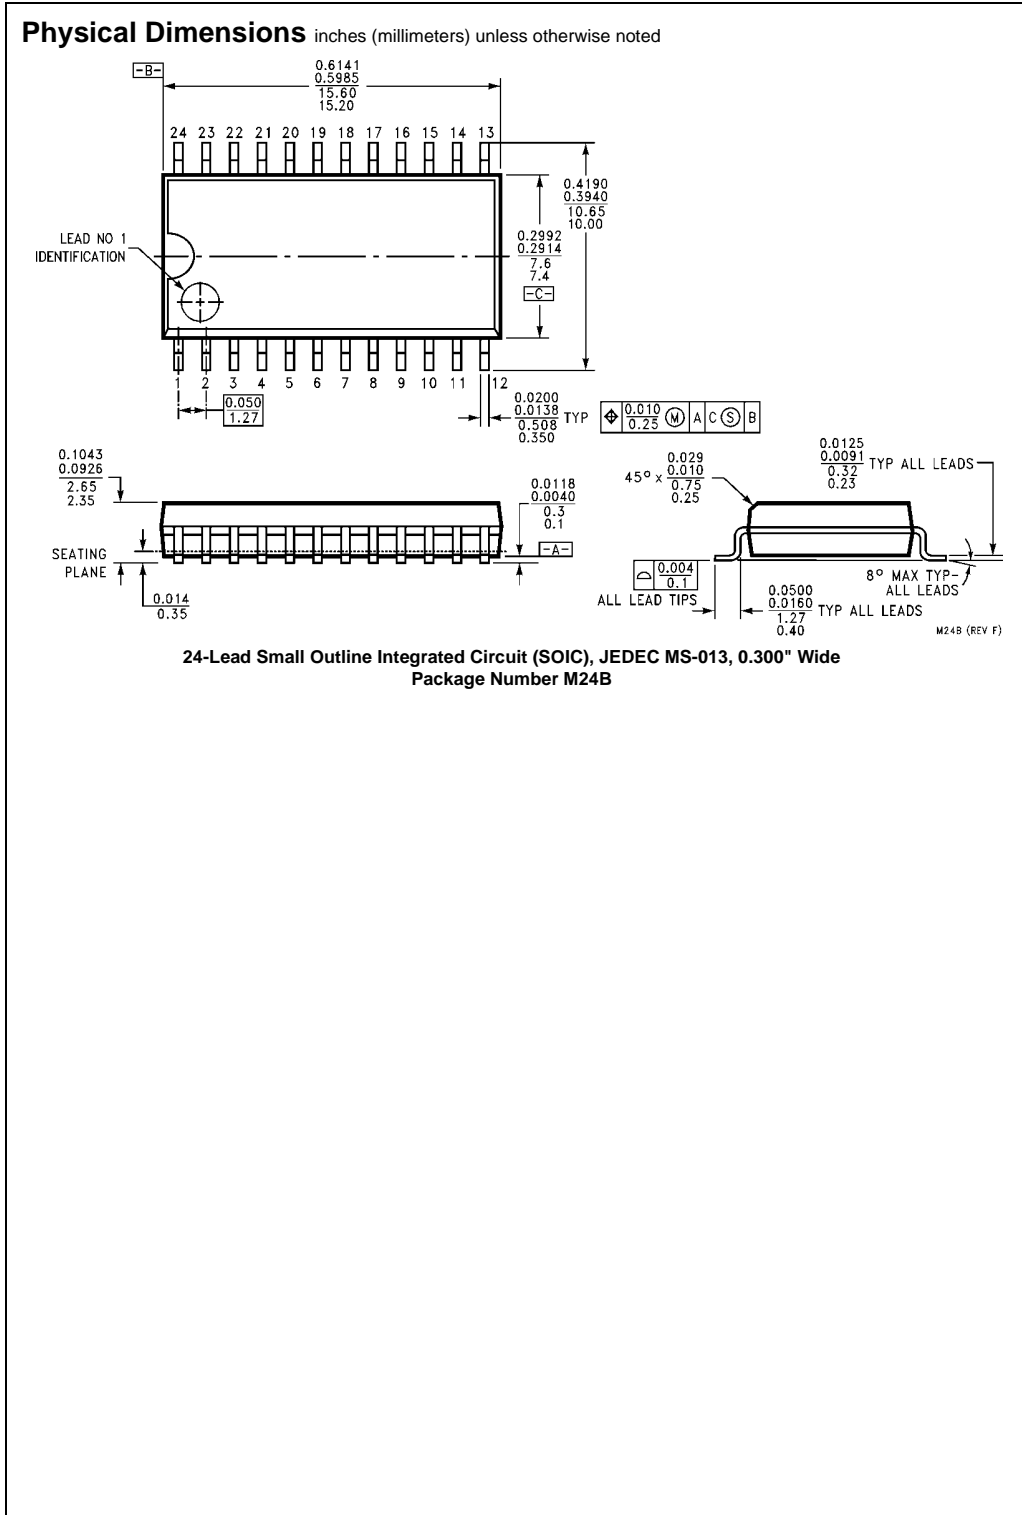 Physical Dimensions inches (millimeters) unless otherwise noted
-B-
0.6141
0.5985
15.60
15.20
24 23 22 21 20 19 18 17 16 15 14 13
0.4190
0.3940
10.65
10.00
LEAD NO 1
IDENTIFICATION
0.2992
0.2914
7.6
7.4
-C-
1 2 3 4 5 6 7 8 9 10 11 12
0.050
1.27
0.0200
0.0138
0.508
0.350
TYP
0.010
0.25
M A C S B
0.1043
0.0926
2.65
2.35
SEATING
PLANE
0.014
0.35
0.0118
0.0040
0.3
0.1
-A-
45° x
0.029
0.010
0.75
0.25
0.0125
0.0091
0.32
0.23
TYP ALL LEADS
0.004
0.1
ALL LEAD TIPS
0.0500
0.0160
1.27
0.40
TYP ALL LEADS
8° MAX TYP-
ALL LEADS
M24B (REV F)
24-Lead Small Outline Integrated Circuit (SOIC), JEDEC MS-013, 0.300" Wide
Package Number M24B